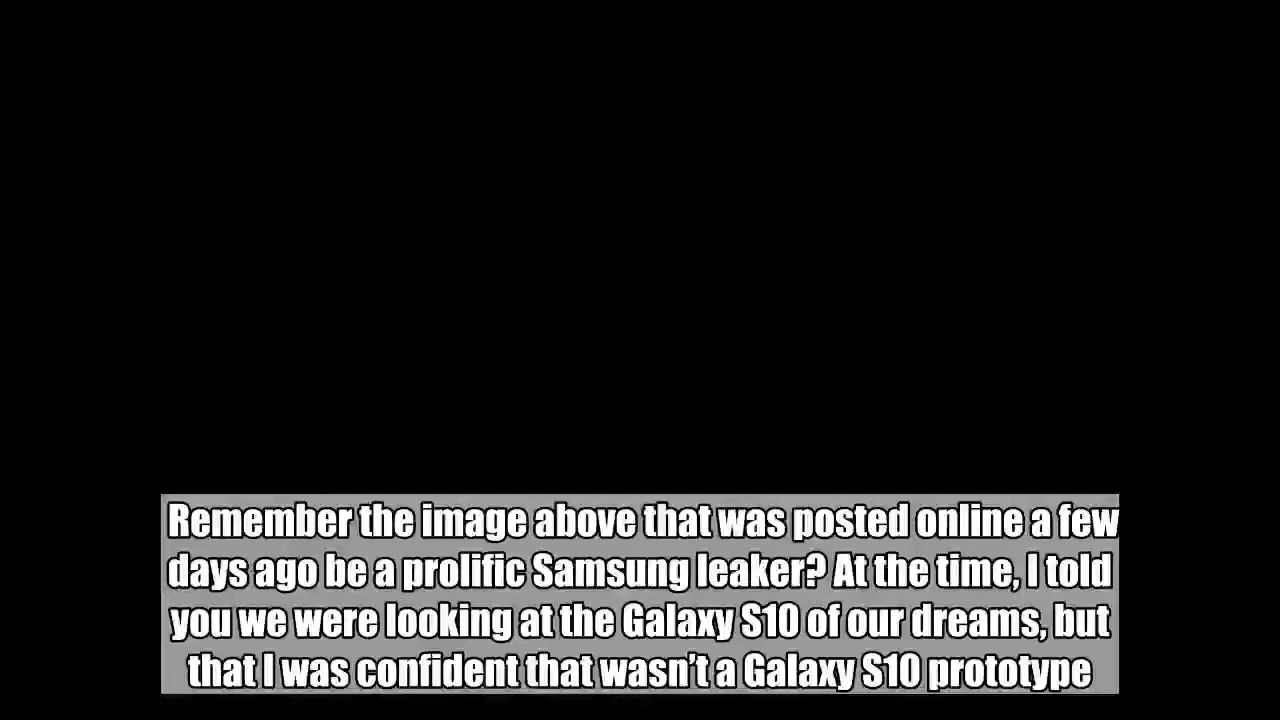 Remember the image above that was posted online a few
days ago be a prolific Samsung leaker? At the time, I told
you we were looking at the Galaxy S10 of our dreams, but
that I was confident that wasn’t a Galaxy S10 prototype